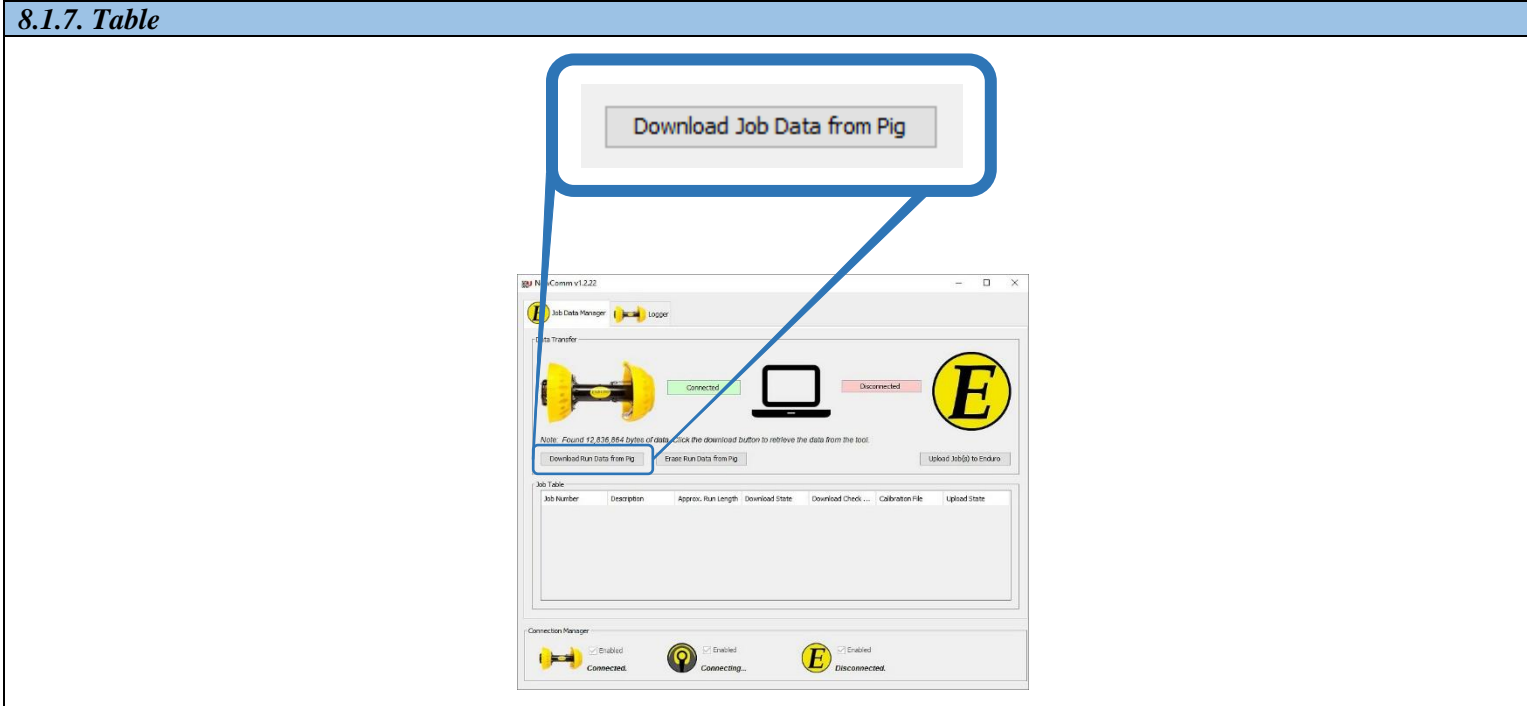 8.1.7. Table
Download Job Data from Pig
Comm v1.2.22
Job Data Manager
Logger
Data Transfer
Connected
Disconnected
E
Note: Found 12,836,864 bytes of data. Click the download button to retrieve the data from the tool.
Download Run Data from Pig
Erase Run Data from Pig
Upload Job(s) to Enduro
Job Table
Job Number Description Approx. Run Length Download State Download Check ... Calibration File Upload State
Connection Manager
Enabled
Connected.
Enabled
Connecting...
E
Enabled
Disconnected.